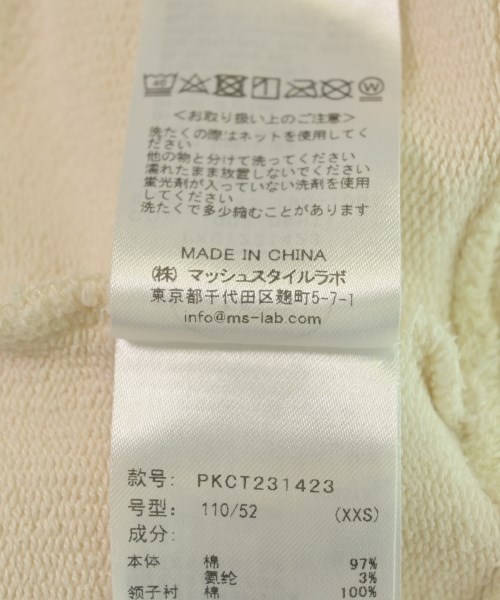 <お取り扱い上のご注意>
洗たくの際はネットを使用してく
ださい
他の物と分けて洗ってください
濡れたまま放置しないでください
蛍光剤が入っていない洗剤を使用
してください
洗たくで多少縮むことがあります
MADE IN CHINA
(株) マッシュスタイルラボ
東京都千代田区麹町5-7-1
info@ms-lab.com
款号: PKCT231423
号型: 110/52 (XXS)
成分:
本体 棉 97%
氨纶 3%
领子衬 棉 100%